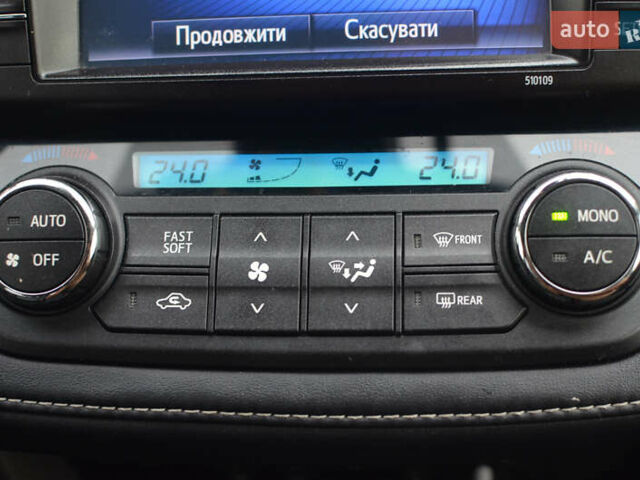 Продовжити
Скасувати
auto
510109
24.0
24.0
AUTO
OFF
FAST
SOFT
FRONT
REAR
MONO
A/C